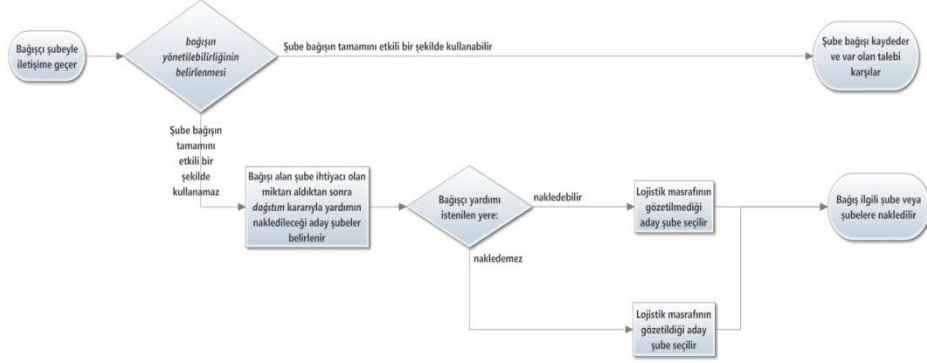 Bağışçı şubeyle
iletişime geçer
bağışın
yönetilebilirliğinin
belirlenmesi
Şube bağışın tamamını etkili bir şekilde kullanabilir
Şube bağışı kaydeder
ve var olan talebi
karşılar
Şube bağışın
tamamını
etkili bir
şekilde
kullanamaz
Bağışı alan şube ihtiyacı olan
miktarı aldıktan sonra
dağıtım kararıyla yardımın
nakledileceği aday şubeler
belirlenir
Bağışçı yardımı
istenilen yere:
nakledebilir
Lojistik masrafının
gözetilmediği
aday şube seçilir
Bağış ilgili şube veya
şubelere nakledilir
nakledemez
Lojistik masrafının
gözetildiği aday
şube seçilir